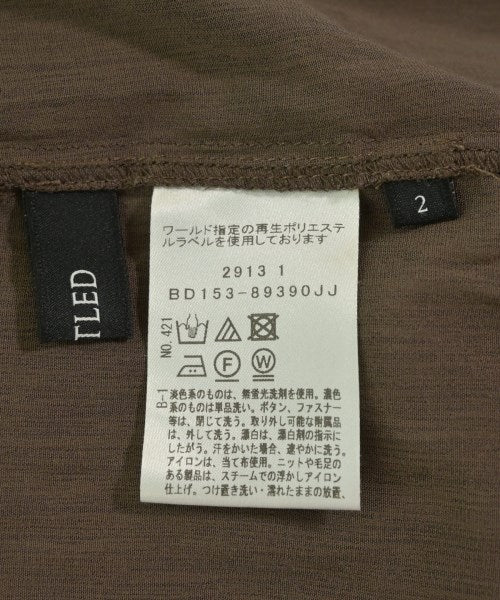 TLED
2
ワールド指定の再生ポリエステ
ルラベルを使用しております
2913 1
BD153-89390JJ
NO.421
F
W
B-1
淡色系のものは、無蛍光洗剤を使用。濃色
系のものは単品洗い。ボタン、ファスナー
等は、閉じて洗う。取り外し可能な附属品
は、外して洗う。漂白は、漂白剤の指示に
したがう。汗をかいた場合、速やかに洗う。
アイロンは、当て布使用。ニットや毛足の
ある製品は、スチームでの浮かしアイロン
仕上げ。つけ置き洗い・濡れたままの放置、